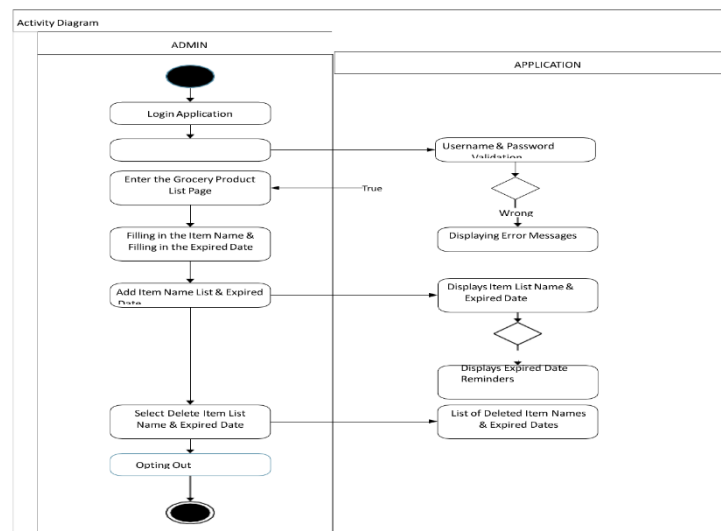 Activity Diagram
ADMIN
APPLICATION
Login Application
Username & Password
Validation
Enter the Grocery Product
List Page
True
Wrong
Filling in the Item Name &
Filling in the Expired Date
Displaying Error Messages
Add Item Name List & Expired
Date
Displays Item List Name &
Expired Date
Displays Expired Date
Reminders
Select Delete Item List
Name & Expired Date
List of Deleted Item Names
& Expired Dates
Opting Out